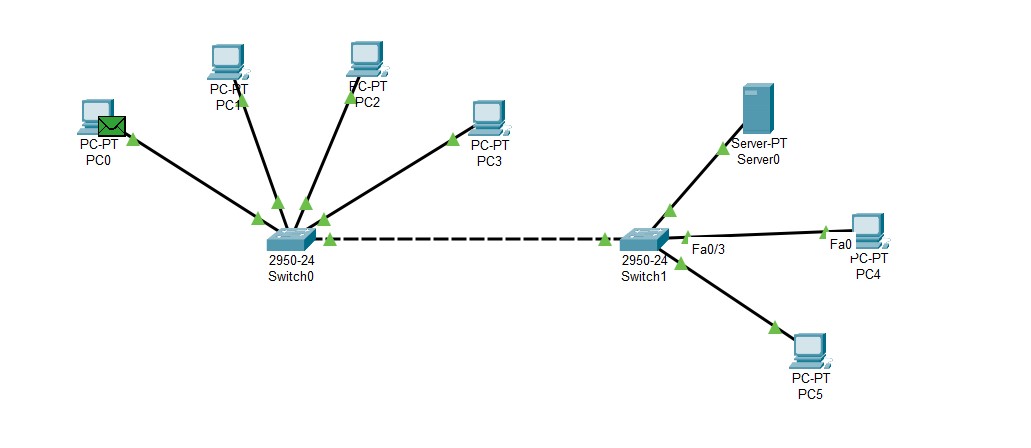 PC-PT
PC1
PC-PT
PC2
PC-PT
PC0
PC-PT
PC3
Server-PT
Server0
2950-24
Switch0
2950-24
Switch1
Fa0/3
Fa0
PC-PT
PC4
PC-PT
PC5